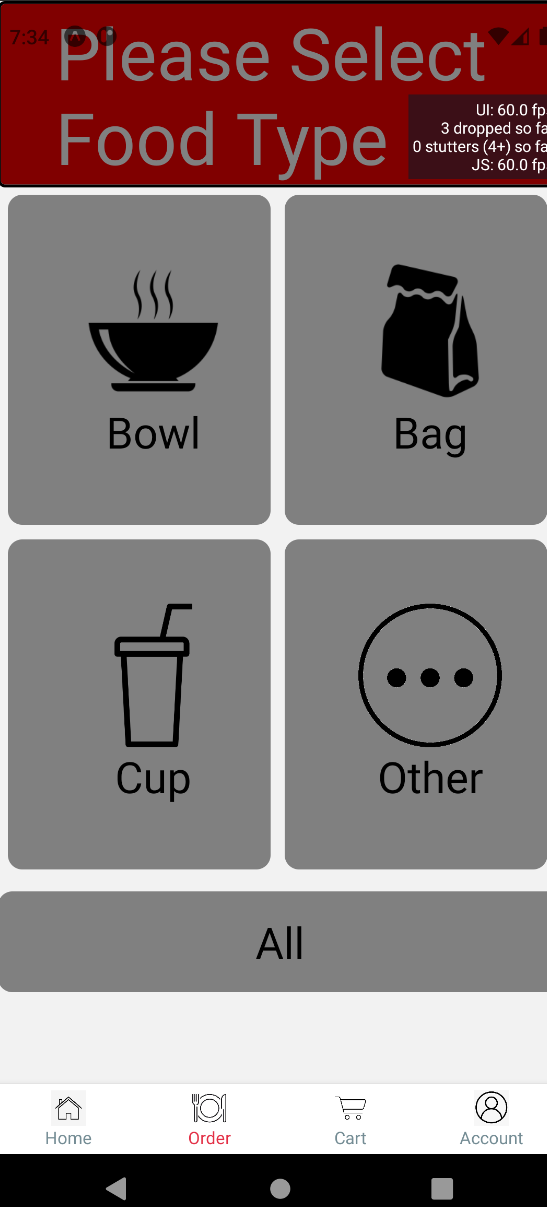 7:34
Please Select
Food Type
UI: 60.0 fp
3 dropped so fa
0 stutters (4+) so fa
JS: 60.0 fp
Bowl
Bag
Cup
Other
All
Home
Order
Cart
Account